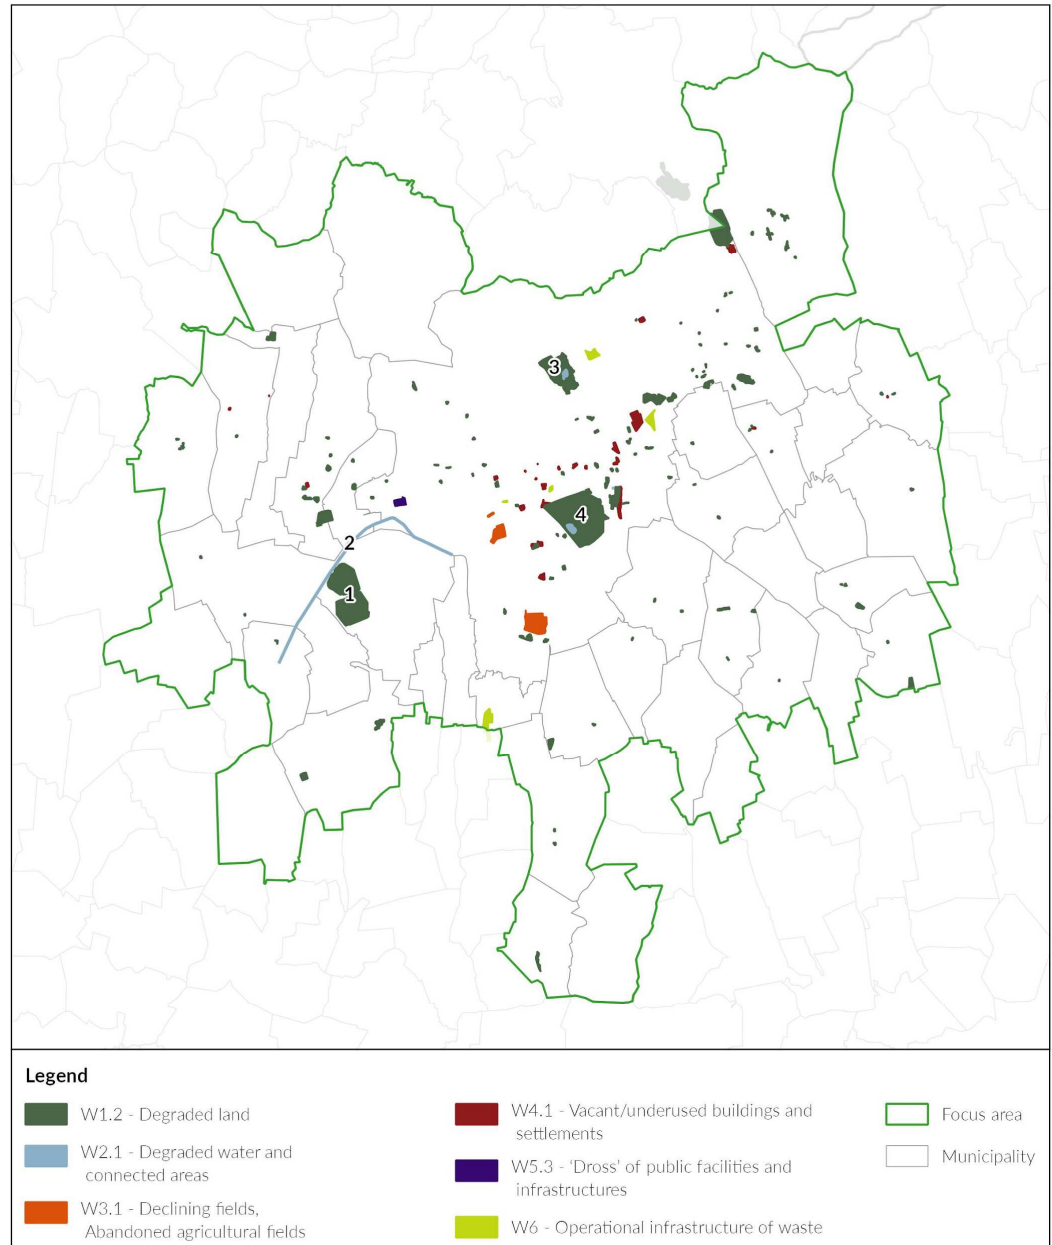 3
4
2
1
Legend
W1.2 - Degraded land
W2.1 - Degraded water and
connected areas
W3.1 - Declining fields,
Abandoned agricultural fields
W4.1 - Vacant/underused buildings and
settlements
W5.3 - ‘Dross’ of public facilities and
infrastructures
W6 - Operational infrastructure of waste
Focus area
Municipality